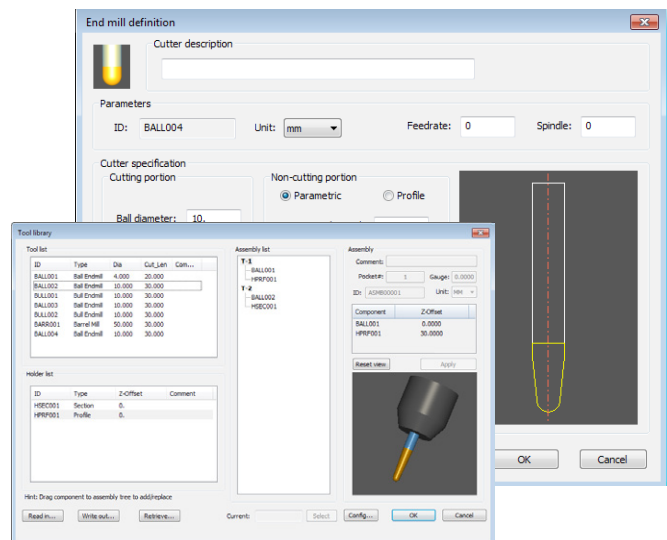 End mill definition
Cutter description
Parameters
ID: BALL004 Unit: mm Feedrate: 0 Spindle: 0
Cutter specification
Cutting portion Non-cutting portion
Parametric Profile
Ball diameter: 10.
OK Cancel
Tool library
Tool list
ID Type Dia Cut_Len Com...
BALL001 Ball Endmill 4.000 20.000
BALL002 Ball Endmill 10.000 30.000
BULL001 Bull Endmill 10.000 30.000
BALL003 Ball Endmill 10.000 30.000
BULL002 Bull Endmill 10.000 30.000
BARR001 Barrel Mill 50.000 30.000
BALL004 Ball Endmill 10.000 30.000
Holder list
ID Type Z-Offset Comment
HSEC001 Section 0.
HPRF001 Profile 0.
Hint: Drag component to assembly tree to add/replace
Read in... Write out... Retrieve...
Assembly list
T-1
BALL001
HPRF001
T-2
BALL002
HSEC001
Current: Select
Assembly
Comment:
Pocket#: 1 Gauge: 0.0000
ID: ASMB00001 Unit: MM
Component Z-Offset
BALL001 0.0000
HPRF001 30.0000
Reset view Apply
Config... OK Cancel